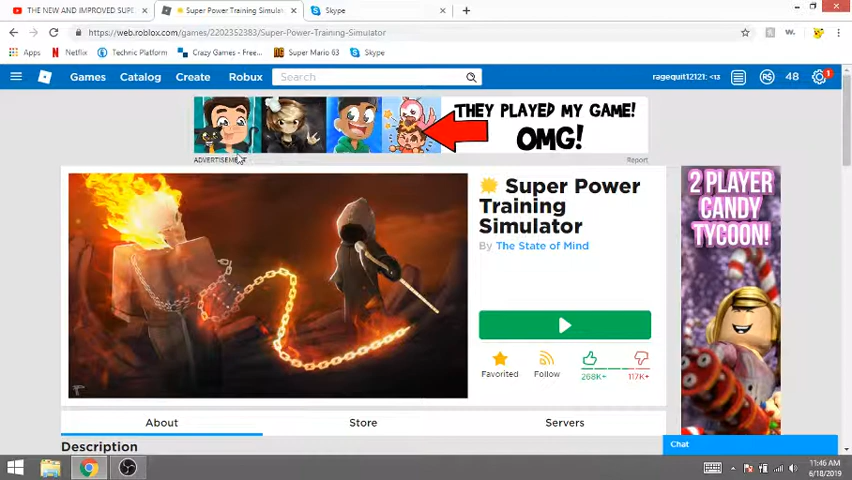 THE NEW AND IMPROVED SUP
Super Power Training Simulator
Skype
https://web.roblox.com/games/2202352383/Super-Power-Training-Simulator
Apps
Netflix
Technic Platform
Crazy Games - Free...
Super Mario 63
Skype
Games
Catalog
Create
Robux
Search
ragequit12121: <13
48
1
THEY PLAYED MY GAME!
OMG!
ADVERTISEMENT
Report
Super Power
Training
Simulator
By The State of Mind
Favorited
Follow
268K+
117K+
2 PLAYER
CANDY
TYCOON!
About
Store
Servers
Description
Chat
11:46 AM
6/18/2019